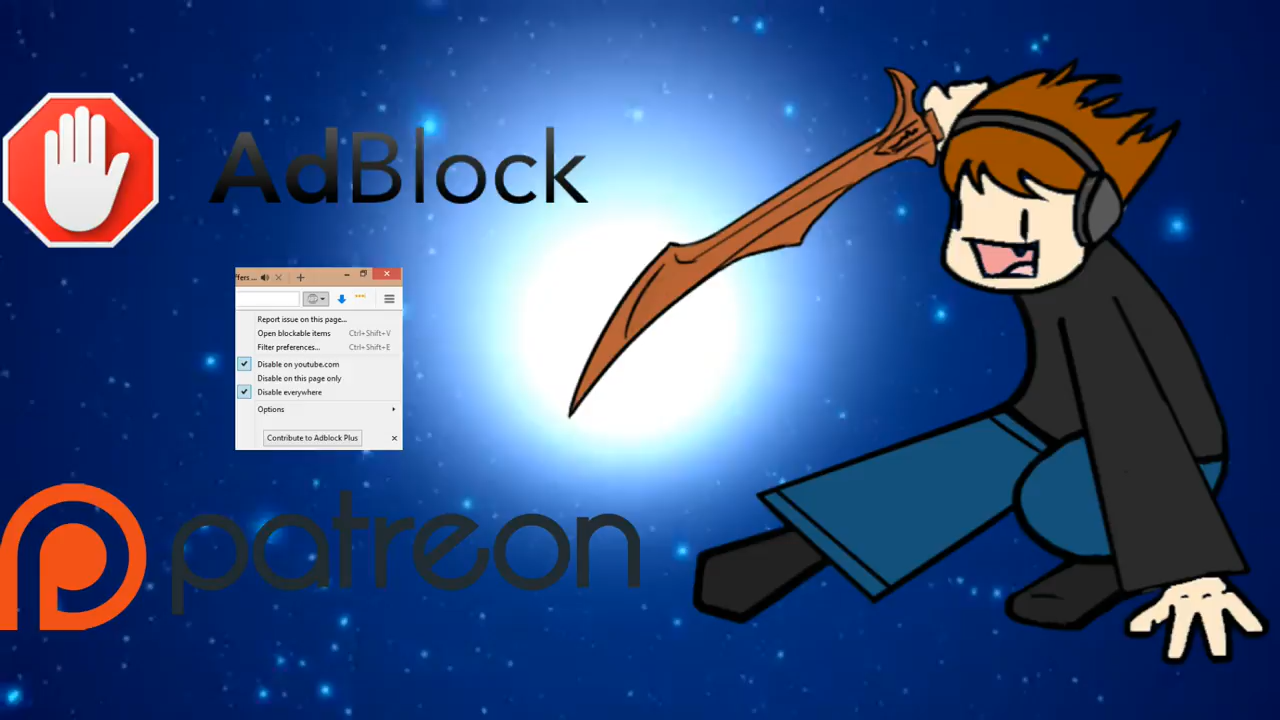 AdBlock
ffers ...
Report issue on this page...
Open blockable items Ctrl+Shift+V
Filter preferences... Ctrl+Shift+E
Disable on youtube.com
Disable on this page only
Disable everywhere
Options
Contribute to Adblock Plus
patreon